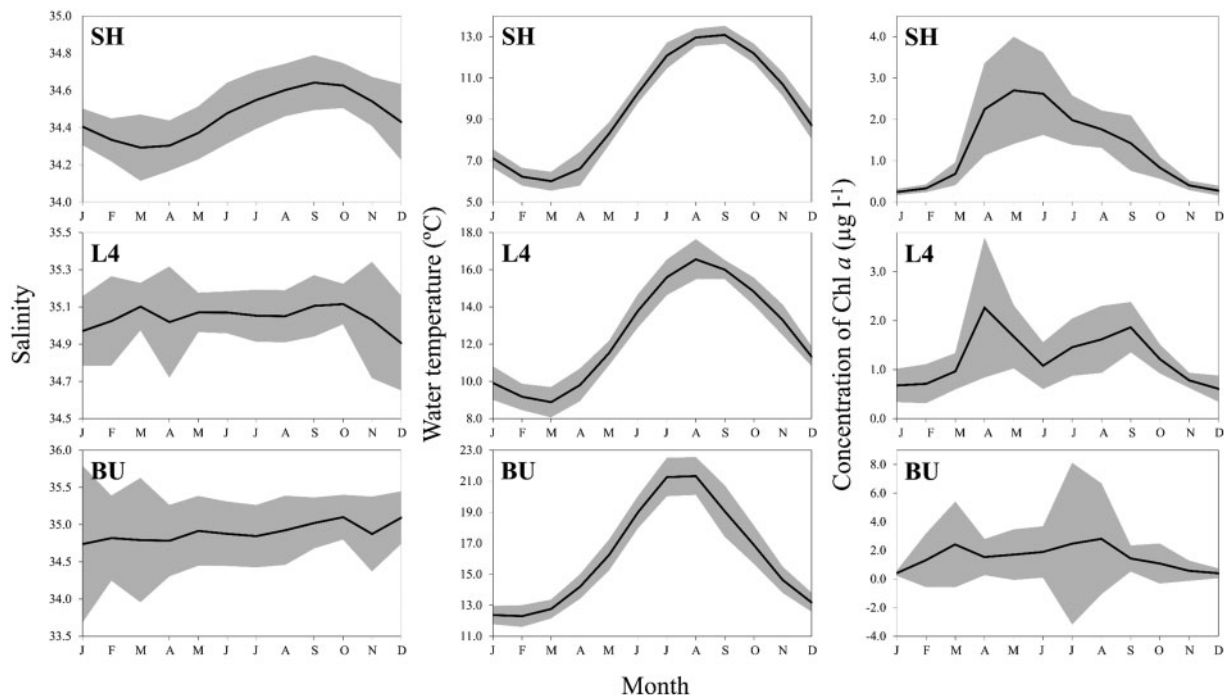 Salinity
SH
35.0
34.8
34.6
34.4
34.2
34.0
J F M A M J J A S O N D
L4
35.5
35.3
35.1
34.9
34.7
34.5
J F M A M J J A S O N D
BU
36.0
35.5
35.0
34.5
34.0
33.5
J F M A M J J A S O N D
Water temperature (ºC)
SH
13.0
11.0
9.0
7.0
5.0
J F M A M J J A S O N D
L4
18.0
16.0
14.0
12.0
10.0
8.0
J F M A M J J A S O N D
BU
23.0
21.0
19.0
17.0
15.0
13.0
11.0
J F M A M J J A S O N D
Concentration of Chl a (µg l-1)
SH
4.0
3.0
2.0
1.0
0.0
J F M A M J J A S O N D
L4
3.0
2.0
1.0
0.0
J F M A M J J A S O N D
BU
8.0
6.0
4.0
2.0
0.0
-2.0
-4.0
J F M A M J J A S O N D
Month